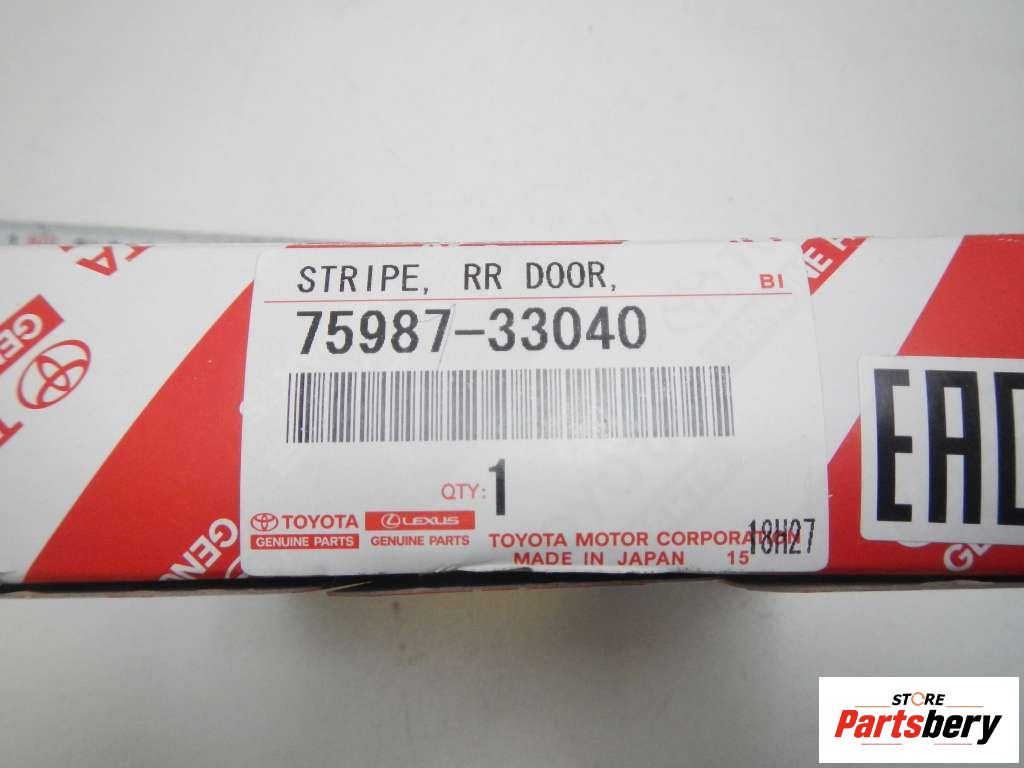 STRIPE, RR DOOR,
BI
75987-33040
QTY: 1
TOYOTA
GENUINE PARTS
LEXUS
GENUINE PARTS
TOYOTA MOTOR CORPORATION
MADE IN JAPAN 15
18H27
EAC
STORE
Partsbery